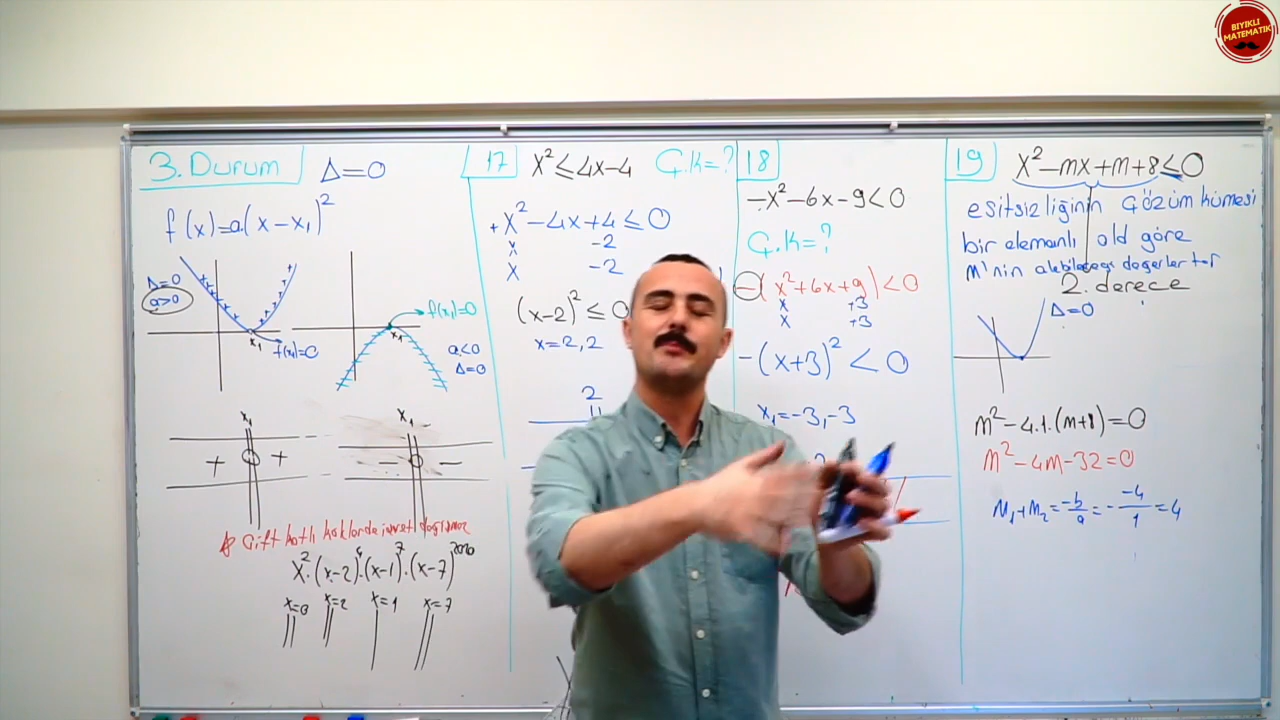 BIYIKLI
MATEMATİK
3. Durum Δ=0
f(x)=a.(x-x₁)²
Δ=0
a>0
x₁
f(x₁)=0
f(x₁)=0
x₁
a<0
Δ=0
x₁
+ +
x₁
- -
Çift katlı köklerde işaret değişmez
x².(x-2)⁴.(x-1)⁷.(x-7)²⁰²⁰
x=0 x=2 x=1 x=7
17 x²≤4x-4 Ç.K=?
+x²-4x+4≤0
x -2
x -2
(x-2)²≤0
x=2,2
2
18
-x²-6x-9<0
Ç.K=?
-(x²+6x+9)<0
x +3
x +3
-(x+3)²<0
x₁=-3,-3
19 x²-mx+m+8≤0
eşitsizliğinin çözüm kümesi
bir elemanlı old göre
m'nin alabileceği değerler
2. derece
Δ=0
m²-4.1.(m+8)=0
m²-4m-32=0
m₁+m₂=-b/a=--4/1=4